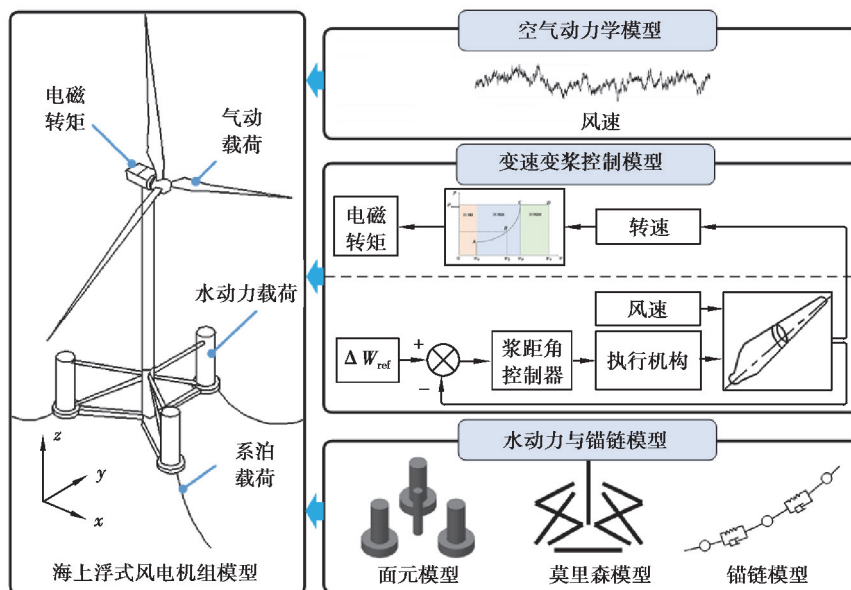 电磁
转矩
气动
载荷
水动力载荷
系泊
载荷
z
y
x
海上浮式风电机组模型
空气动力学模型
风速
变速变桨控制模型
电磁
转矩
转速
风速
Δ W_ref
+
−
桨距角
控制器
执行机构
水动力与锚链模型
面元模型
莫里森模型
锚链模型